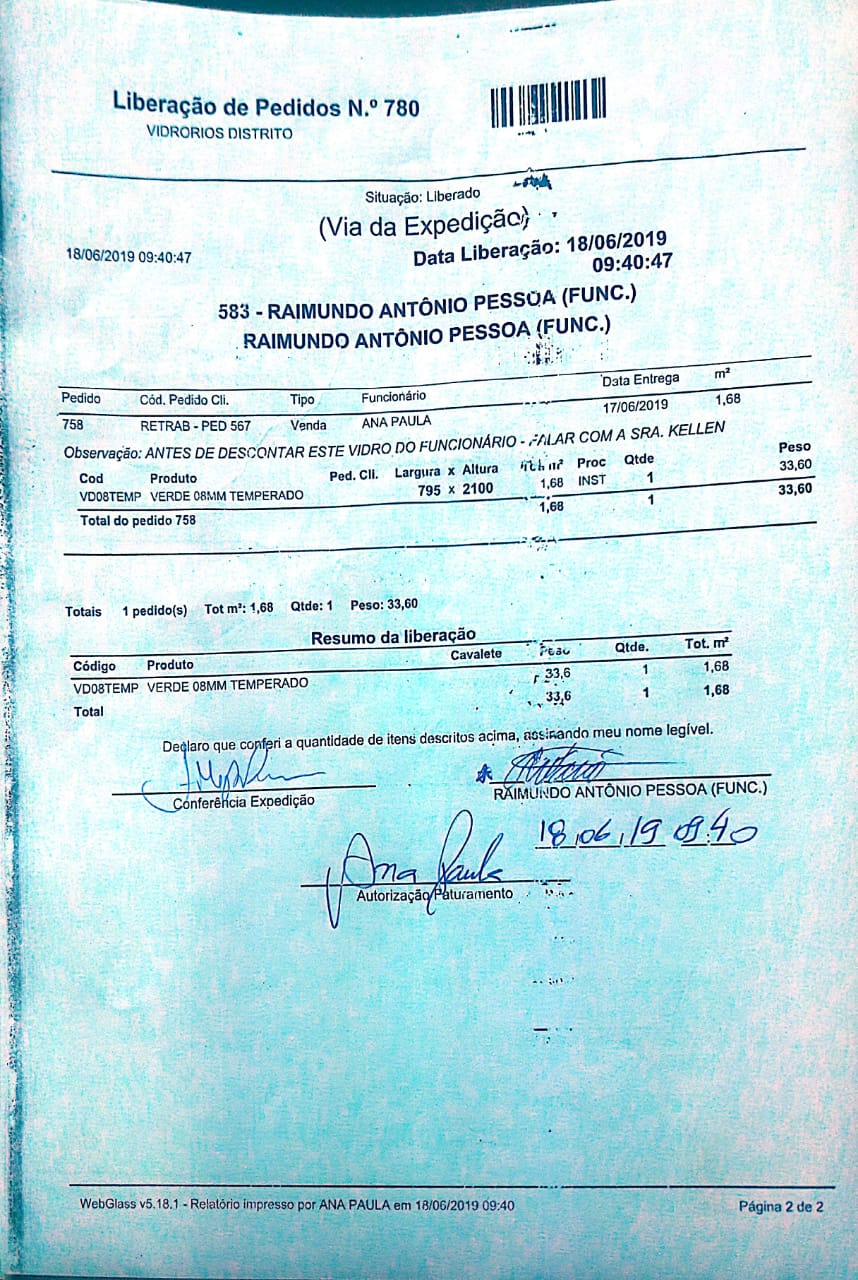 Liberação de Pedidos N.º 780
VIDRORIOS DISTRITO
Situação: Liberado
(Via da Expedição)
18/06/2019 09:40:47
Data Liberação: 18/06/2019
09:40:47
583 - RAIMUNDO ANTÔNIO PESSOA (FUNC.)
RAIMUNDO ANTÔNIO PESSOA (FUNC.)
Pedido Cód. Pedido Cli. Tipo Funcionário Data Entrega m²
758 RETRAB - PED 567 Venda ANA PAULA 17/06/2019 1,68
Observação: ANTES DE DESCONTAR ESTE VIDRO DO FUNCIONÁRIO - FALAR COM A SRA. KELLEN
Cod Produto Ped. Cli. Largura x Altura m² Proc Qtde Peso
VD08TEMP VERDE 08MM TEMPERADO 795 x 2100 1,68 INST 1 33,60
Total do pedido 758 1,68 1 33,60
Totais 1 pedido(s) Tot m²: 1,68 Qtde: 1 Peso: 33,60
Resumo da liberação
Código Produto Cavalete Peso Qtde. Tot. m²
VD08TEMP VERDE 08MM TEMPERADO 33,6 1 1,68
Total 33,6 1 1,68
Declaro que conferi a quantidade de itens descritos acima, assinando meu nome legível.
Conferência Expedição
RAIMUNDO ANTÔNIO PESSOA (FUNC.)
18/06/19 09:40
Ana Paula
Autorização Faturamento
WebGlass v5.18.1 - Relatório impresso por ANA PAULA em 18/06/2019 09:40 Página 2 de 2